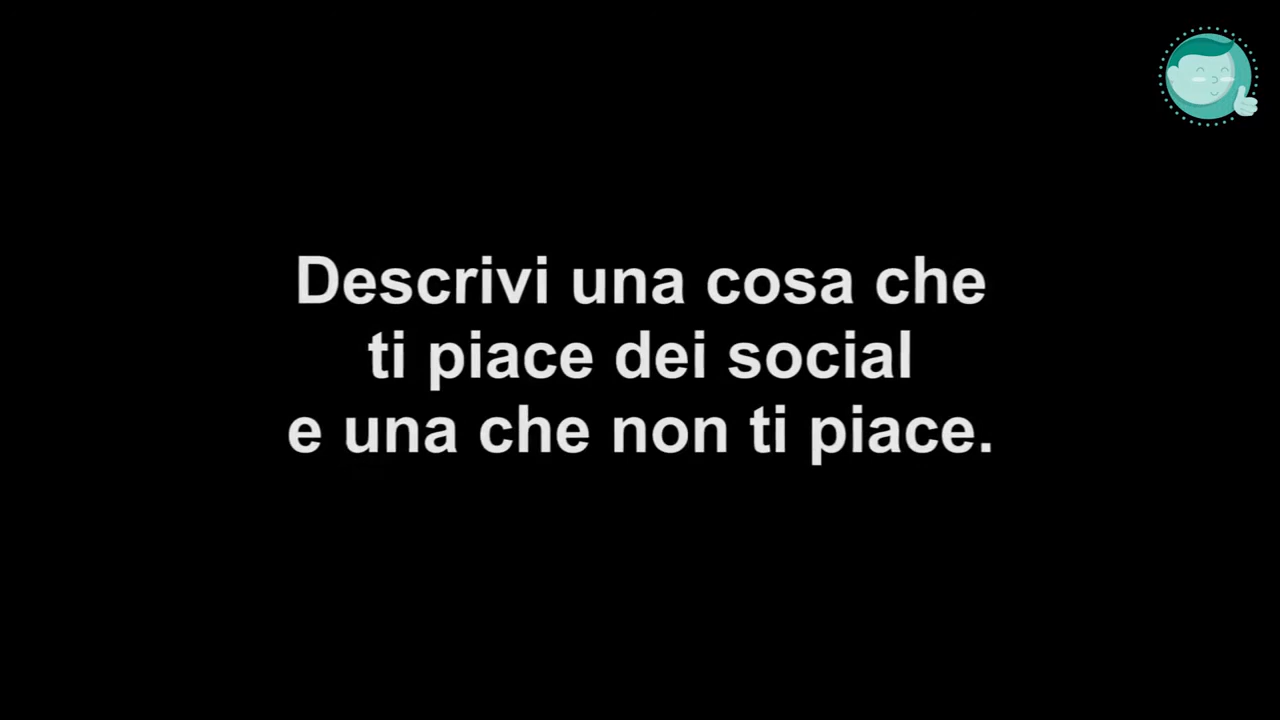 Descrivi una cosa che
ti piace dei social
e una che non ti piace.